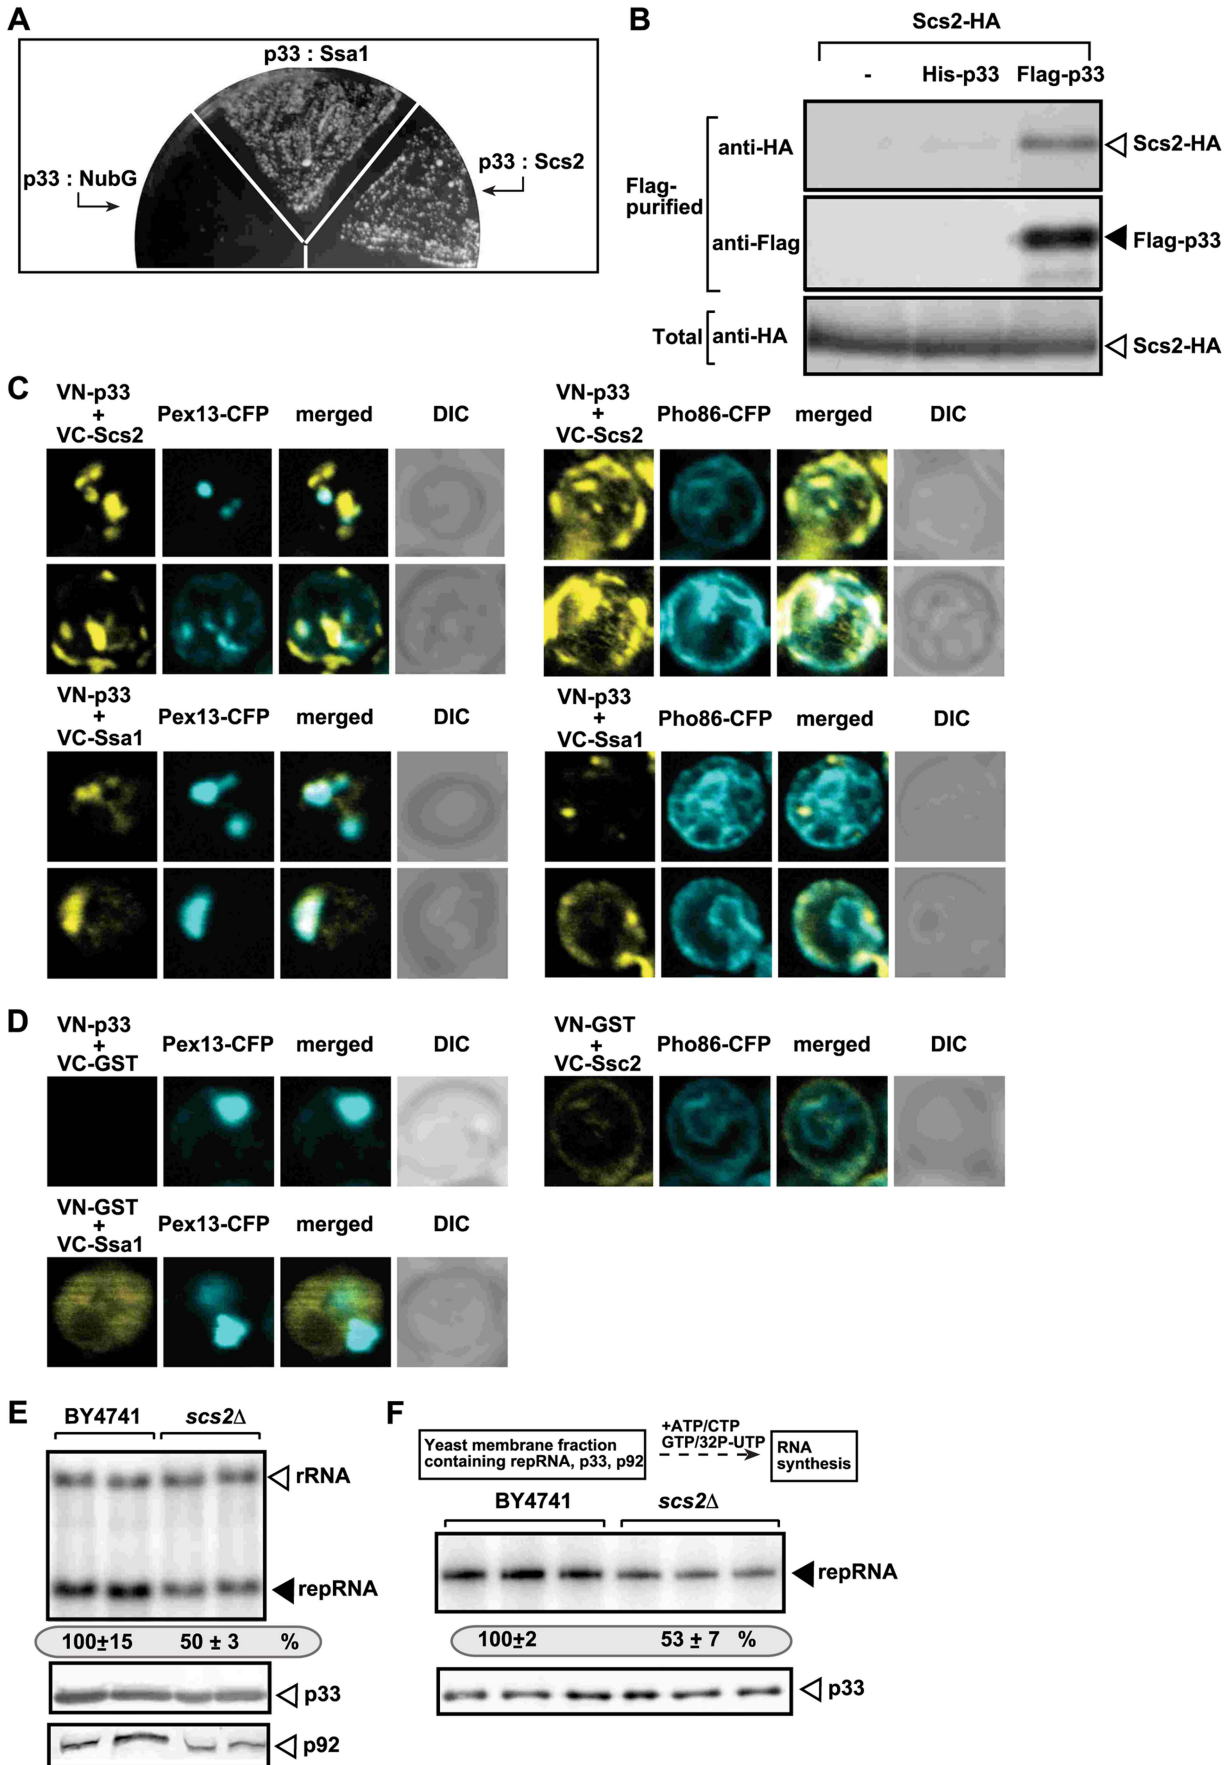 A
p33 : Ssa1
p33 : NubG
p33 : Scs2
B
Scs2-HA
- His-p33 Flag-p33
Flag-purified
anti-HA
Scs2-HA
anti-Flag
Flag-p33
Total
anti-HA
Scs2-HA
C
VN-p33
+
VC-Scs2
Pex13-CFP merged DIC
VN-p33
+
VC-Scs2
Pho86-CFP merged DIC
VN-p33
+
VC-Ssa1
Pex13-CFP merged DIC
VN-p33
+
VC-Ssa1
Pho86-CFP merged DIC
D
VN-p33
+
VC-GST
Pex13-CFP merged DIC
VN-GST
+
VC-Ssc2
Pho86-CFP merged DIC
VN-GST
+
VC-Ssa1
Pex13-CFP merged DIC
E
BY4741 scs2Δ
rRNA
repRNA
100±15 50 ± 3 %
p33
p92
F
Yeast membrane fraction
containing repRNA, p33, p92
+ATP/CTP
GTP/32P-UTP
RNA
synthesis
BY4741 scs2Δ
repRNA
100±2 53 ± 7 %
p33